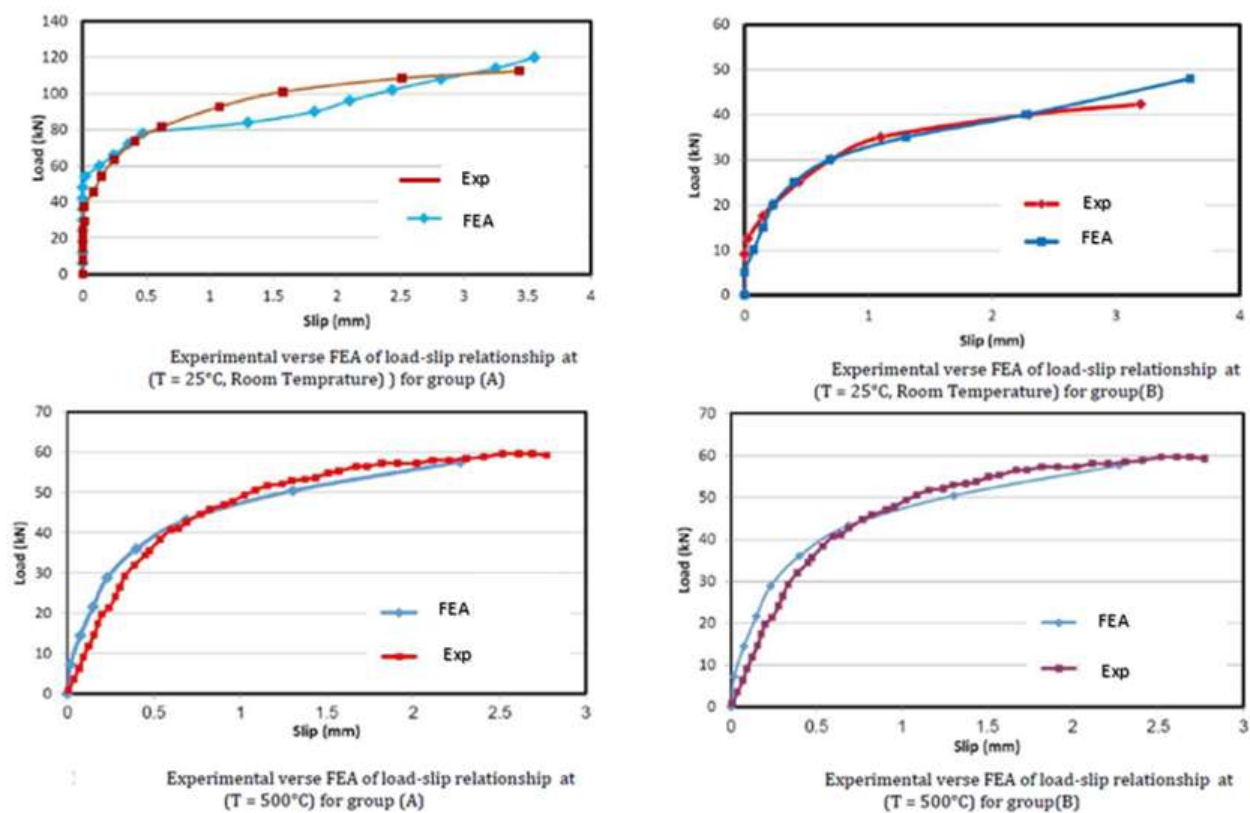 140
120
100
80
60
40
20
0
Load (kN)
Exp
FEA
0 0.5 1 1.5 2 2.5 3 3.5 4
Slip (mm)
Experimental verse FEA of load-slip relationship at
(T = 25°C, Room Temprature) ) for group (A)
60
50
40
30
20
10
0
Load (kN)
Exp
FEA
0 1 2 3 4
Slip (mm)
Experimental verse FEA of load-slip relationship at
(T = 25°C, Room Temperature) for group(B)
70
60
50
40
30
20
10
0
Load (kN)
FEA
Exp
0 0.5 1 1.5 2 2.5 3
Slip (mm)
Experimental verse FEA of load-slip relationship at
(T = 500°C) for group (A)
70
60
50
40
30
20
10
0
Load (kN)
FEA
Exp
0 0.5 1 1.5 2 2.5 3
Slip (mm)
Experimental verse FEA of load-slip relationship at
(T = 500°C) for group(B)